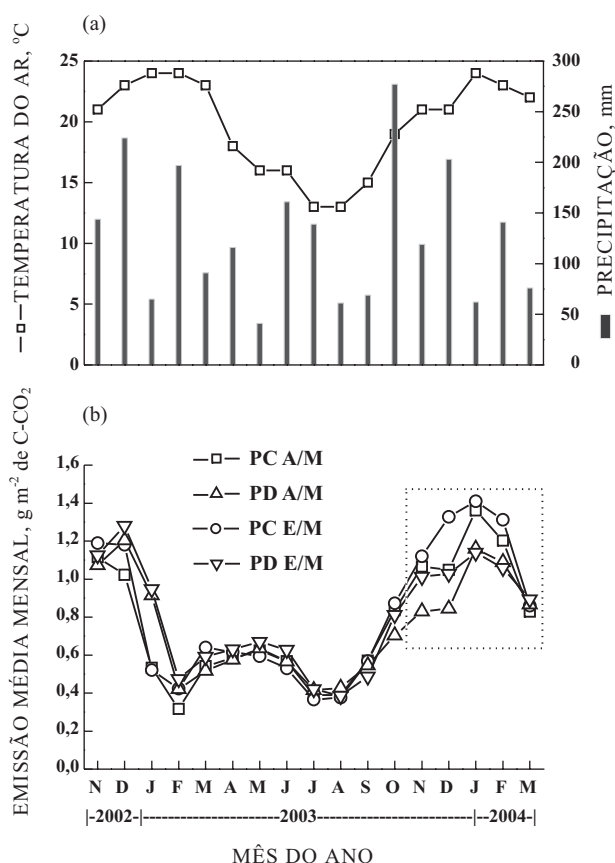 (a)
TEMPERATURA DO AR, ºC
25
20
15
10
5
0
300
250
200
150
100
50
0
PRECIPITAÇÃO, mm
(b)
EMISSÃO MÉDIA MENSAL, g m⁻² de C-CO₂
1,6
1,4
1,2
1,0
0,8
0,6
0,4
0,2
0,0
PC A/M
PD A/M
PC E/M
PD E/M
N D J F M A M J J A S O N D J F M
|-2002-|-----------------------2003-----------------------|--2004-|
MÊS DO ANO